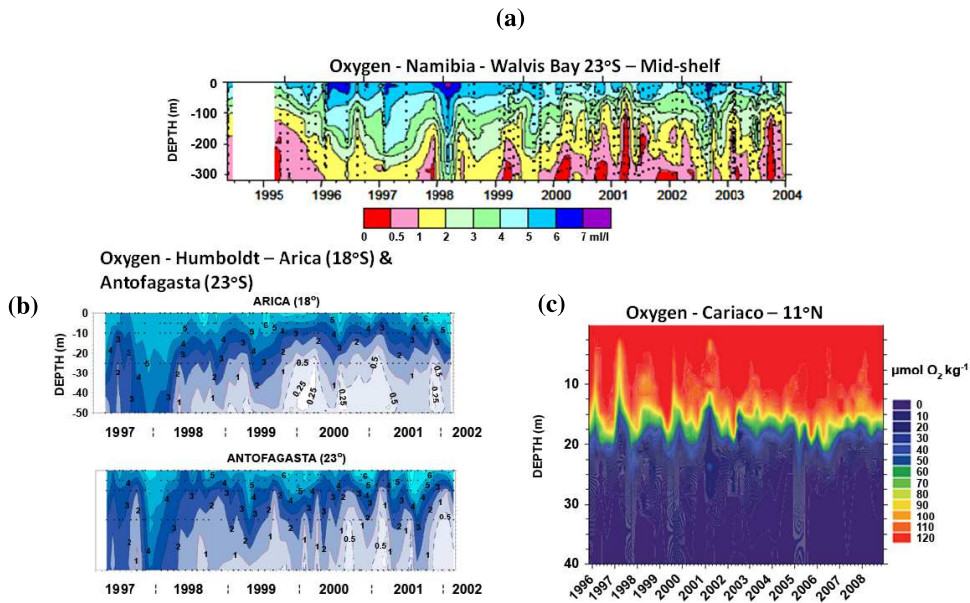 (a)
Oxygen - Namibia - Walvis Bay 23°S – Mid-shelf
DEPTH (m)
0
-100
-200
-300
1995 1996 1997 1998 1999 2000 2001 2002 2003 2004
0 0.5 1 2 3 4 5 6 7 ml/l
Oxygen - Humboldt – Arica (18°S) &
Antofagasta (23°S)
(b)
ARICA (18°)
DEPTH (m)
0
-10
-20
-30
-40
-50
1997 1998 1999 2000 2001 2002
ANTOFAGASTA (23°)
1997 1998 1999 2000 2001 2002
(c)
Oxygen - Cariaco – 11°N
DEPTH (m)
10
20
30
40
1996 1997 1998 1999 2000 2001 2002 2003 2004 2005 2006 2007 2008
µmol O₂ kg⁻¹
0
10
20
30
40
50
60
70
80
90
100
110
120